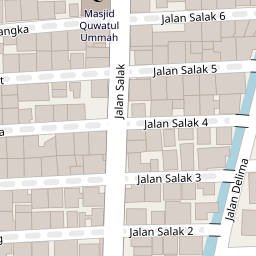 Masjid
Quwatul
Ummah
Jalan Salak 6
angka
Jalan Salak 5
t
Jalan Salak
Jalan Salak 4
a
Jalan Salak 3
Jalan Delima
Jalan Salak 2
g